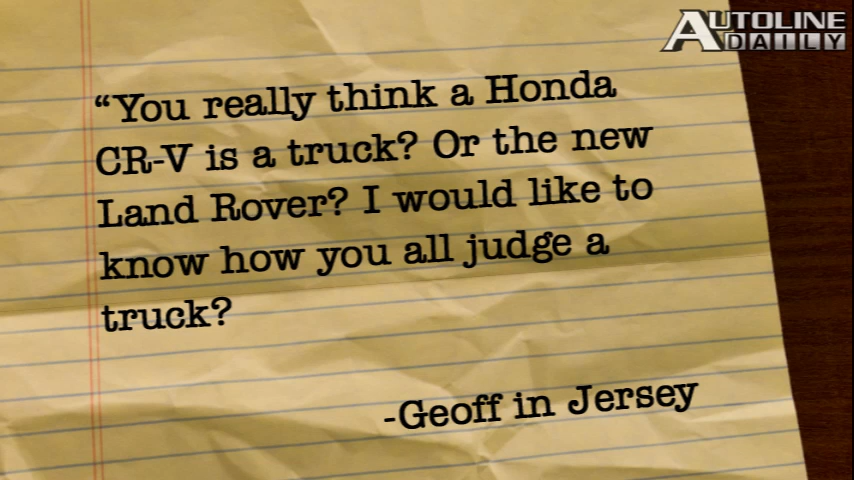 AUTOLINE
DAILY
“You really think a Honda
CR-V is a truck? Or the new
Land Rover? I would like to
know how you all judge a
truck?
-Geoff in Jersey